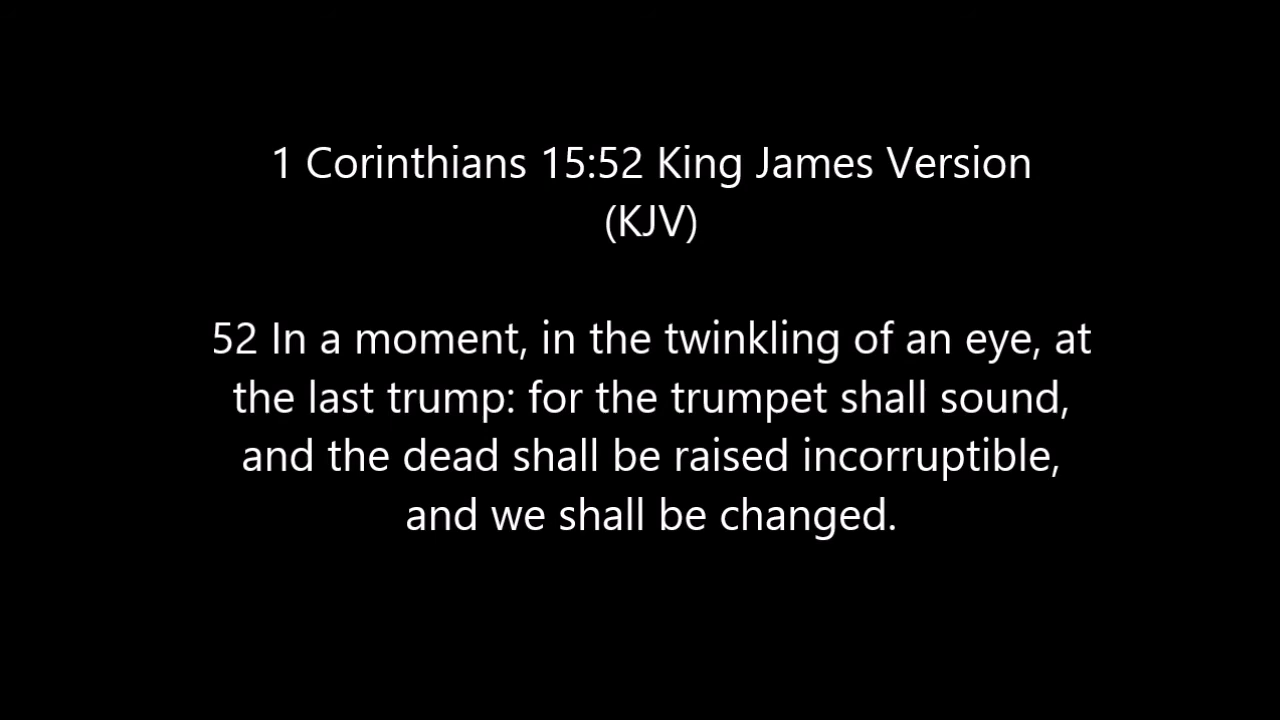 1 Corinthians 15:52 King James Version
(KJV)
52 In a moment, in the twinkling of an eye, at
the last trump: for the trumpet shall sound,
and the dead shall be raised incorruptible,
and we shall be changed.